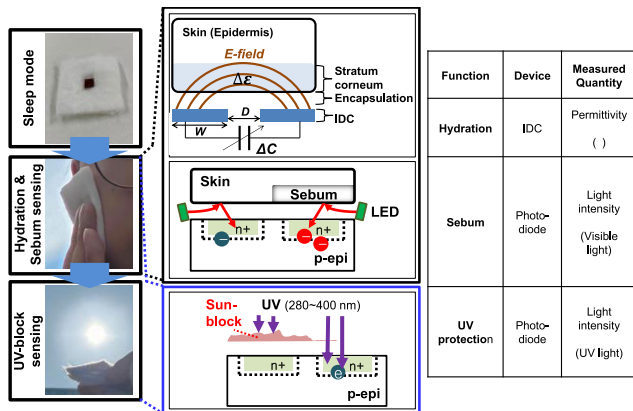 Sleep mode
Hydration &
Sebum sensing
UV-block
sensing
Skin (Epidermis)
E-field
Δε
Stratum
corneum
Encapsulation
IDC
D
W
ΔC
Skin
Sebum
LED
n+
n+
p-epi
Sun-
block
UV (280~400 nm)
n+
n+
e
p-epi
Function
Device
Measured
Quantity
Hydration
IDC
Permittivity
( )
Sebum
Photo-
diode
Light
intensity
(Visible
light)
UV
protection
Photo-
diode
Light
intensity
(UV light)